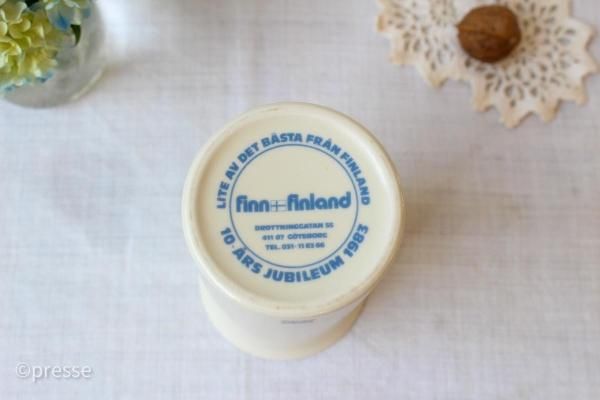 LITE AV DET BÄSTA FRÅN FINLAND
finn+finland
DROTTNINGGATAN 55
411 07 GÖTEBORG
TEL. 031-11 83 66
10-ÅRS JUBILEUM 1983
©presse